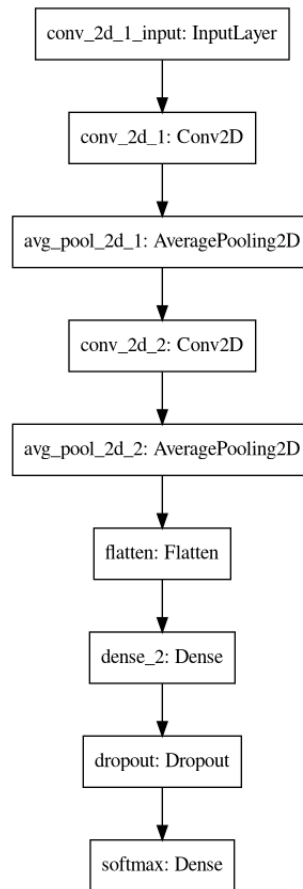 conv_2d_1_input: InputLayer
conv_2d_1: Conv2D
avg_pool_2d_1: AveragePooling2D
conv_2d_2: Conv2D
avg_pool_2d_2: AveragePooling2D
flatten: Flatten
dense_2: Dense
dropout: Dropout
softmax: Dense